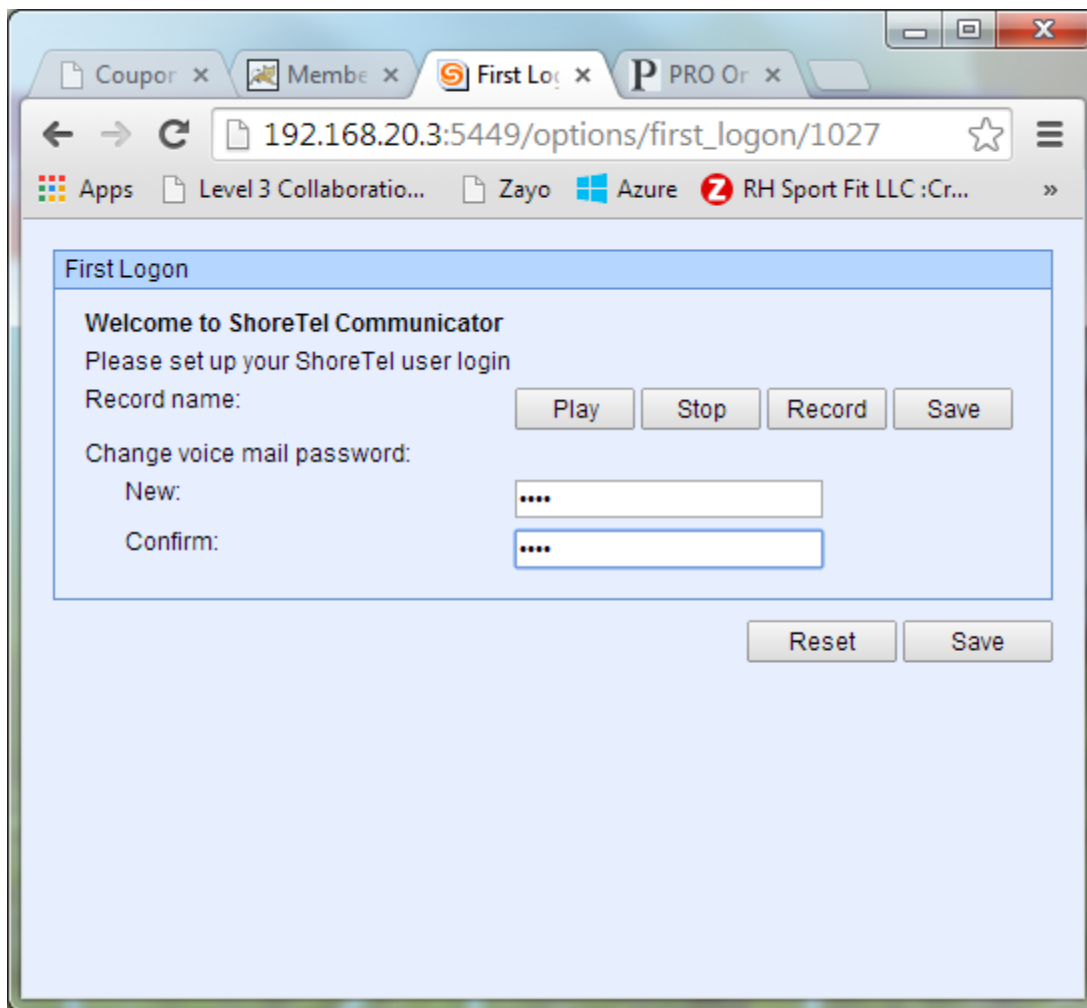 Coupor
Membe
First Lo
PRO Or
192.168.20.3:5449/options/first_logon/1027
Apps Level 3 Collaboratio... Zayo Azure RH Sport Fit LLC :Cr... »
First Logon
Welcome to ShoreTel Communicator
Please set up your ShoreTel user login
Record name: Play Stop Record Save
Change voice mail password:
New: ••••
Confirm: ••••
Reset Save